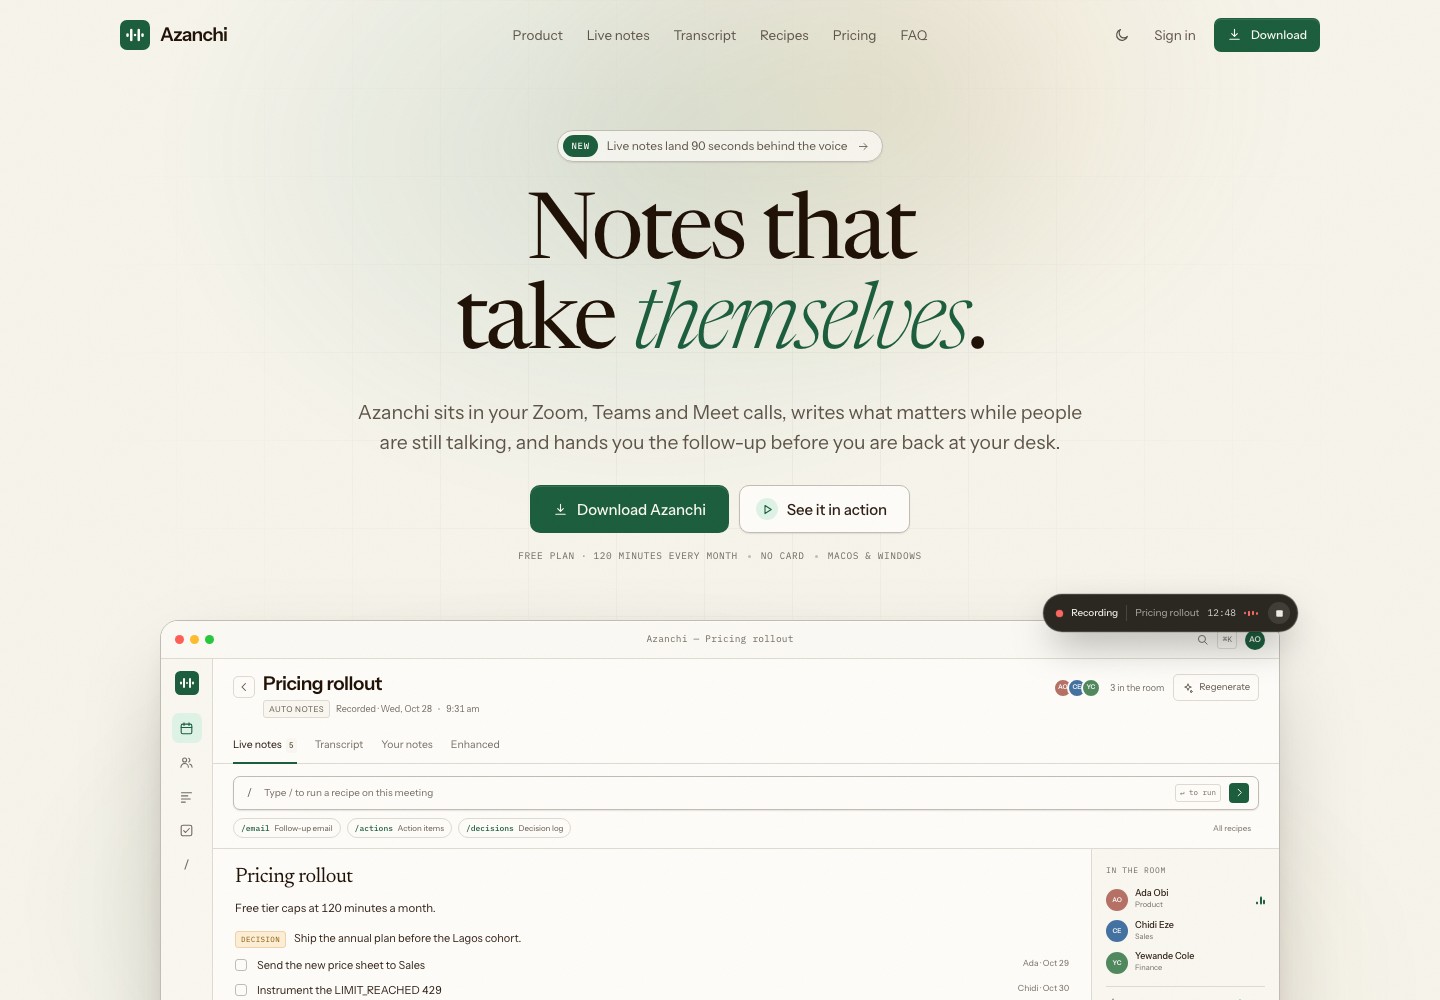 Azanchi
Product
Live notes
Transcript
Recipes
Pricing
FAQ
Sign in
Download
NEW
Live notes land 90 seconds behind the voice →
Notes that
take themselves.
Azanchi sits in your Zoom, Teams and Meet calls, writes what matters while people
are still talking, and hands you the follow-up before you are back at your desk.
Download Azanchi
See it in action
FREE PLAN · 120 MINUTES EVERY MONTH
NO CARD
MACOS & WINDOWS
Recording
Pricing rollout
12:48
Azanchi — Pricing rollout
⌘K
AO
Pricing rollout
AO
CE
YC
3 in the room
Regenerate
AUTO NOTES
Recorded · Wed, Oct 28 · 9:31 am
Live notes 5
Transcript
Your notes
Enhanced
/ Type / to run a recipe on this meeting
↵ to run
/email Follow-up email
/actions Action items
/decisions Decision log
All recipes
/
Pricing rollout
Free tier caps at 120 minutes a month.
DECISION Ship the annual plan before the Lagos cohort.
Send the new price sheet to Sales
Ada · Oct 29
Instrument the LIMIT_REACHED 429
Chidi · Oct 30
IN THE ROOM
AO
Ada Obi
Product
CE
Chidi Eze
Sales
YC
Yewande Cole
Finance